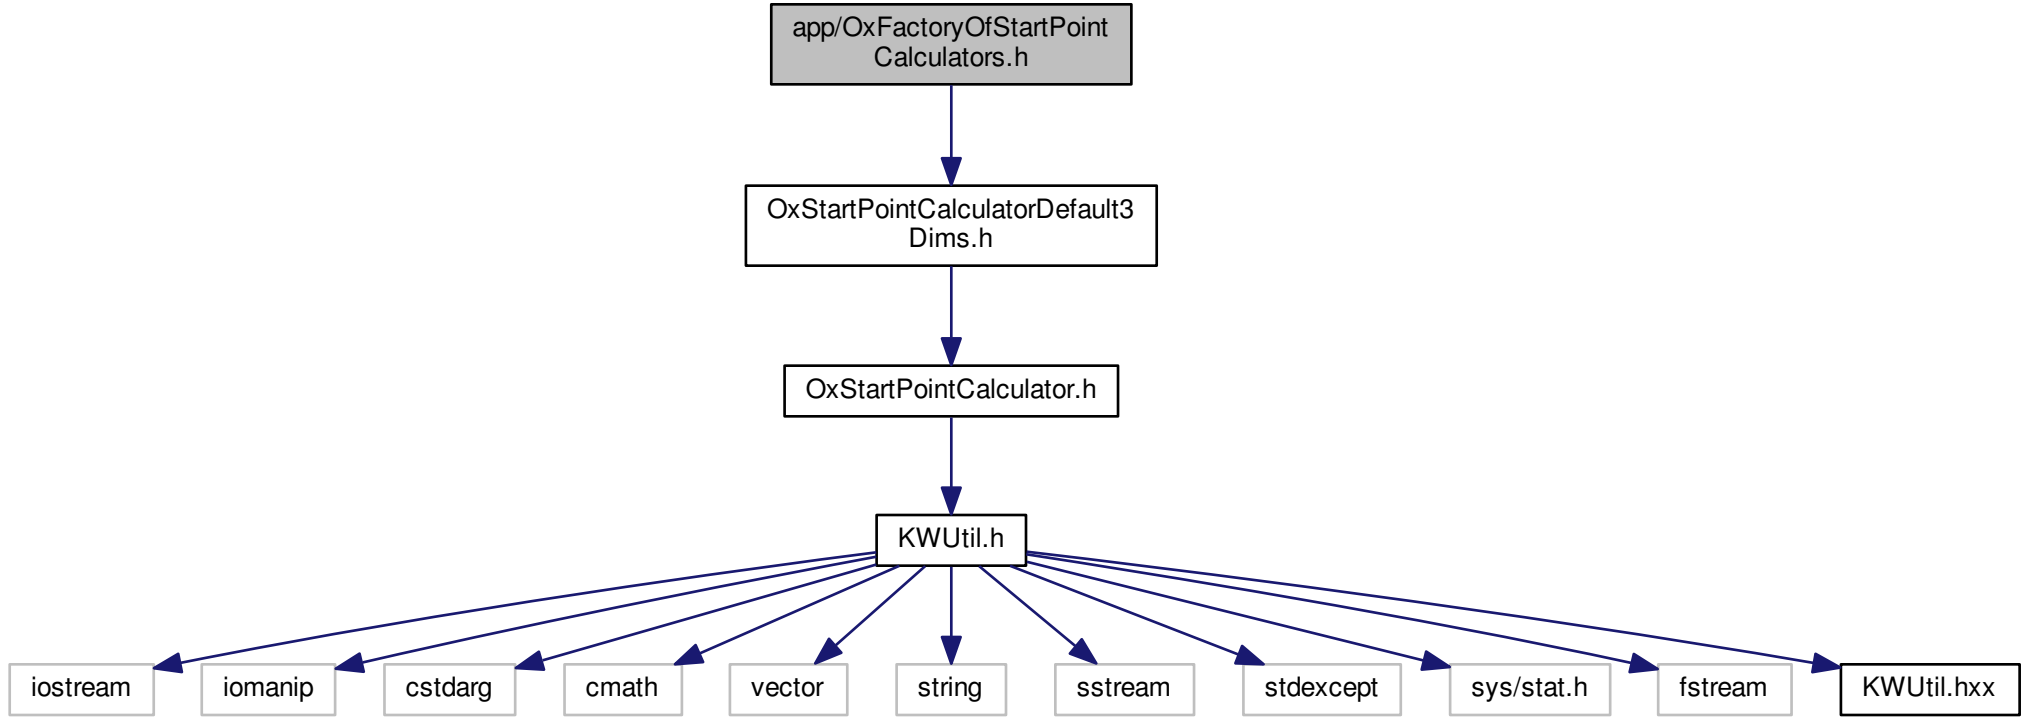 app/OxFactoryOfStartPoint
Calculators.h
OxStartPointCalculatorDefault3
Dims.h
OxStartPointCalculator.h
KWUtil.h
iostream
iomanip
cstdarg
cmath
vector
string
sstream
stdexcept
sys/stat.h
fstream
KWUtil.hxx